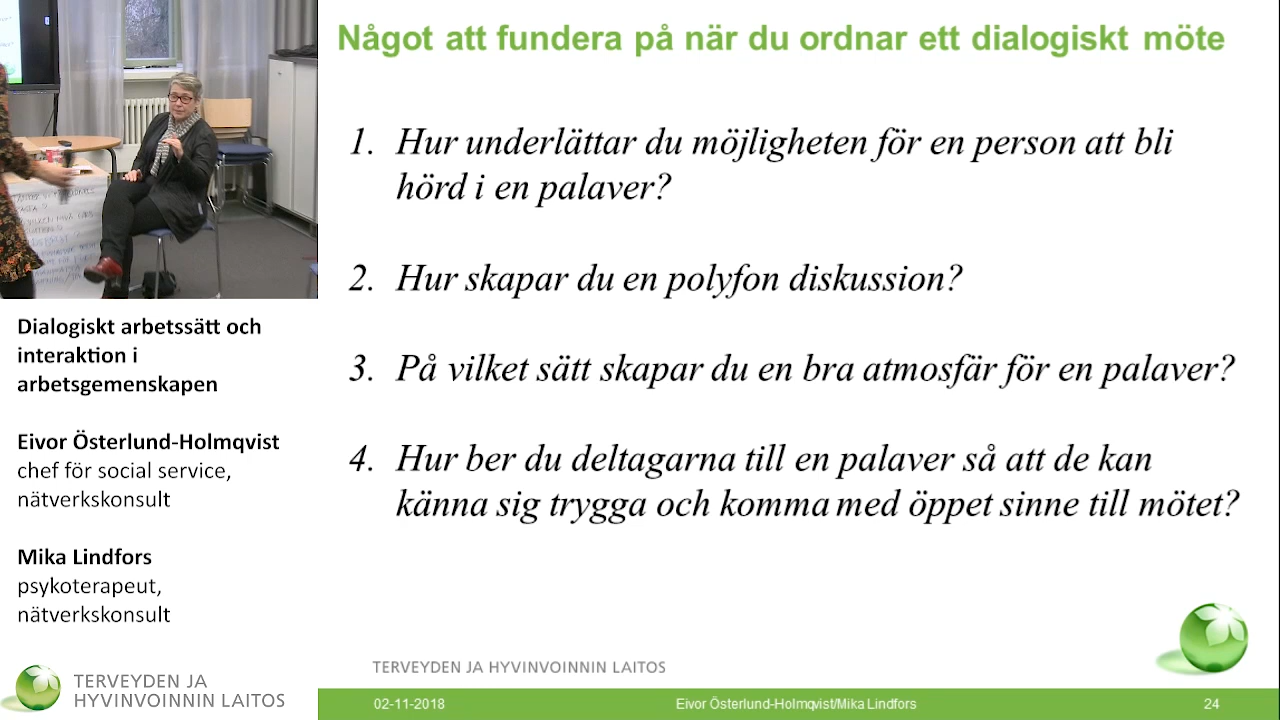 Något att fundera på när du ordnar ett dialogiskt möte
1. Hur underlättar du möjligheten för en person att bli
hörd i en palaver?
2. Hur skapar du en polyfon diskussion?
3. På vilket sätt skapar du en bra atmosfär för en palaver?
4. Hur ber du deltagarna till en palaver så att de kan
känna sig trygga och komma med öppet sinne till mötet?
Dialogiskt arbetssätt och
interaktion i
arbetsgemenskapen
Eivor Österlund-Holmqvist
chef för social service,
nätverkskonsult
Mika Lindfors
psykoterapeut,
nätverkskonsult
TERVEYDEN JA
HYVINVOINNIN LAITOS
TERVEYDEN JA HYVINVOINNIN LAITOS
02-11-2018
Eivor Österlund-Holmqvist/Mika Lindfors
24